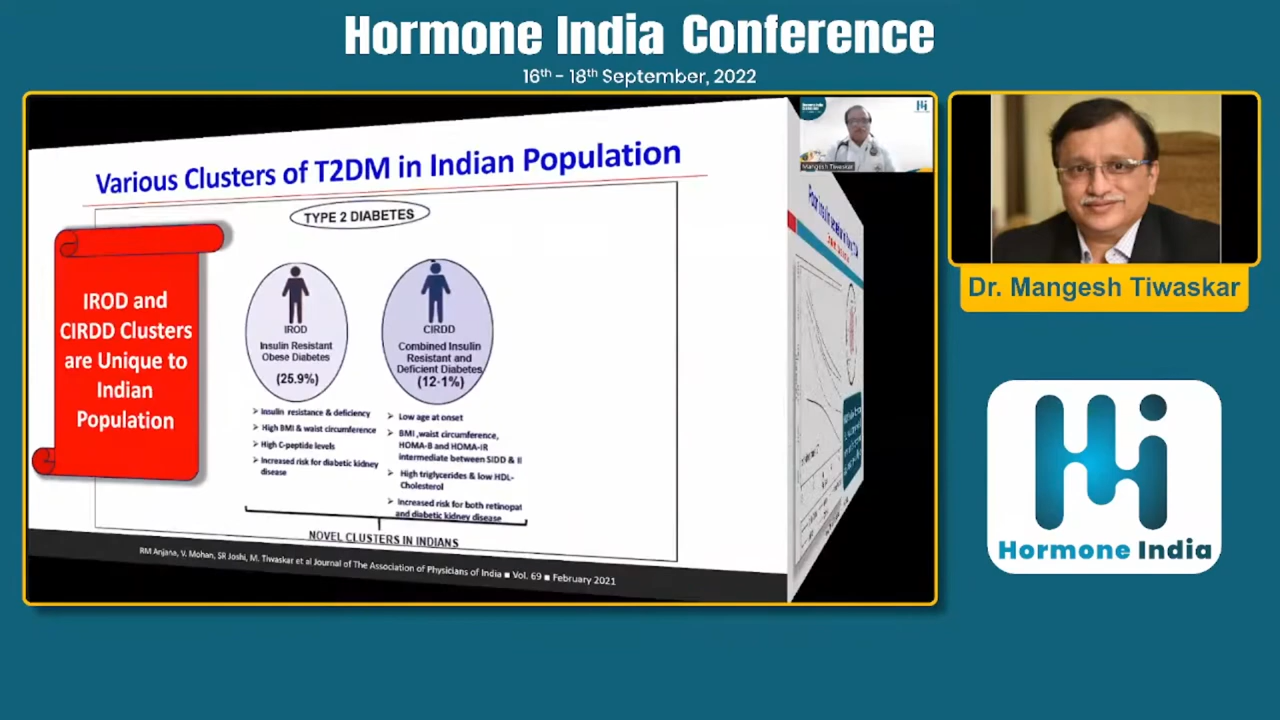 Hormone India Conference
16th - 18th September, 2022
Various Clusters of T2DM in Indian Population
TYPE 2 DIABETES
IROD and
CIRDD Clusters
are Unique to
Indian
Population
IROD
Insulin Resistant
Obese Diabetes
(25.9%)
➢ Insulin resistance & deficiency
➢ High BMI & waist circumference
➢ High C-peptide levels
➢ Increased risk for diabetic kidney
disease
CIRDD
Combined Insulin
Resistant and
Deficient Diabetes
(12·1%)
➢ Low age at onset
➢ BMI ,waist circumference,
HOMA-B and HOMA-IR
intermediate between SIDD & II
➢ High triglycerides & low HDL-
Cholesterol
➢ Increased risk for both retinopat
and diabetic kidney disease
NOVEL CLUSTERS IN INDIANS
RM Anjana, V. Mohan, SR Joshi, M. Tiwaskar et al Journal of The Association of Physicians of India ■ Vol. 69 ■ February 2021
Mangesh Tiwaskar
Dr. Mangesh Tiwaskar
Hormone India